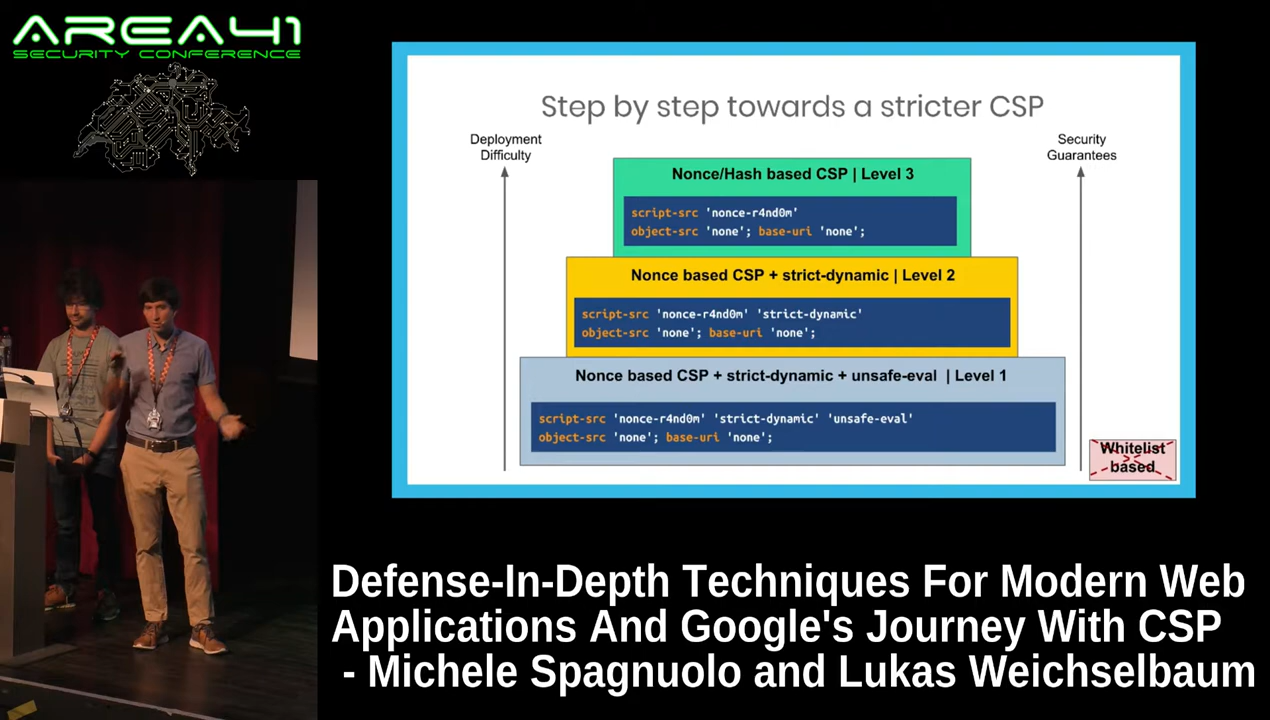 AREA41
SECURITY CONFERENCE
Step by step towards a stricter CSP
Deployment
Difficulty
Security
Guarantees
Nonce/Hash based CSP | Level 3
script-src 'nonce-r4nd0m'
object-src 'none'; base-uri 'none';
Nonce based CSP + strict-dynamic | Level 2
script-src 'nonce-r4nd0m' 'strict-dynamic'
object-src 'none'; base-uri 'none';
Nonce based CSP + strict-dynamic + unsafe-eval | Level 1
script-src 'nonce-r4nd0m' 'strict-dynamic' 'unsafe-eval'
object-src 'none'; base-uri 'none';
Whitelist
based
Defense-In-Depth Techniques For Modern Web
Applications And Google's Journey With CSP
- Michele Spagnuolo and Lukas Weichselbaum